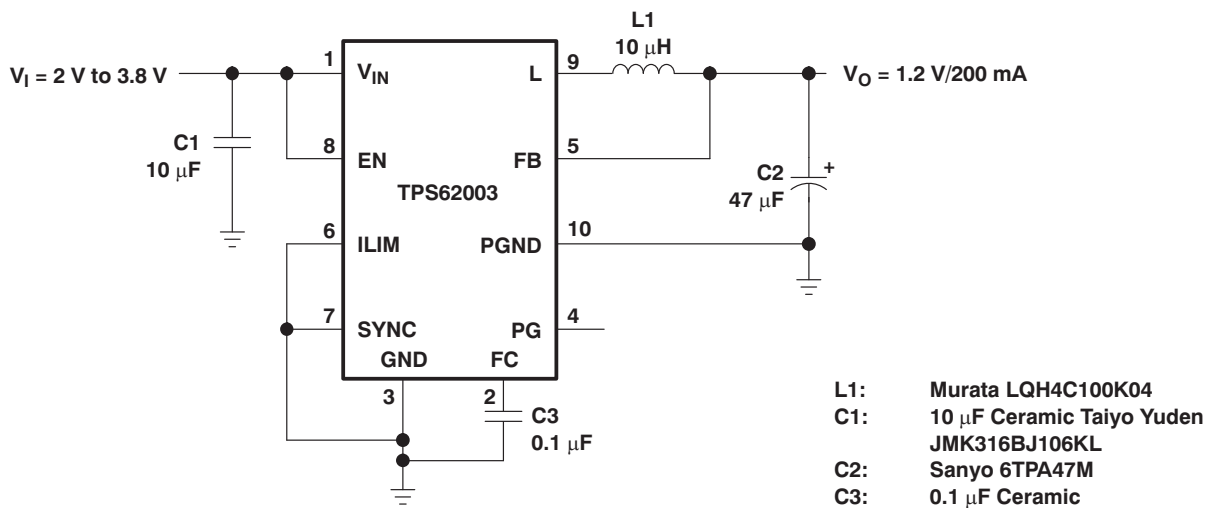 L1
10 μH
V_I = 2 V to 3.8 V
1
V_IN
L
9
V_O = 1.2 V/200 mA
C1
10 μF
8
EN
FB
5
TPS62003
C2
47 μF
+
6
ILIM
PGND
10
7
SYNC
PG
4
GND
FC
3
2
C3
0.1 μF
L1: Murata LQH4C100K04
C1: 10 μF Ceramic Taiyo Yuden
JMK316BJ106KL
C2: Sanyo 6TPA47M
C3: 0.1 μF Ceramic